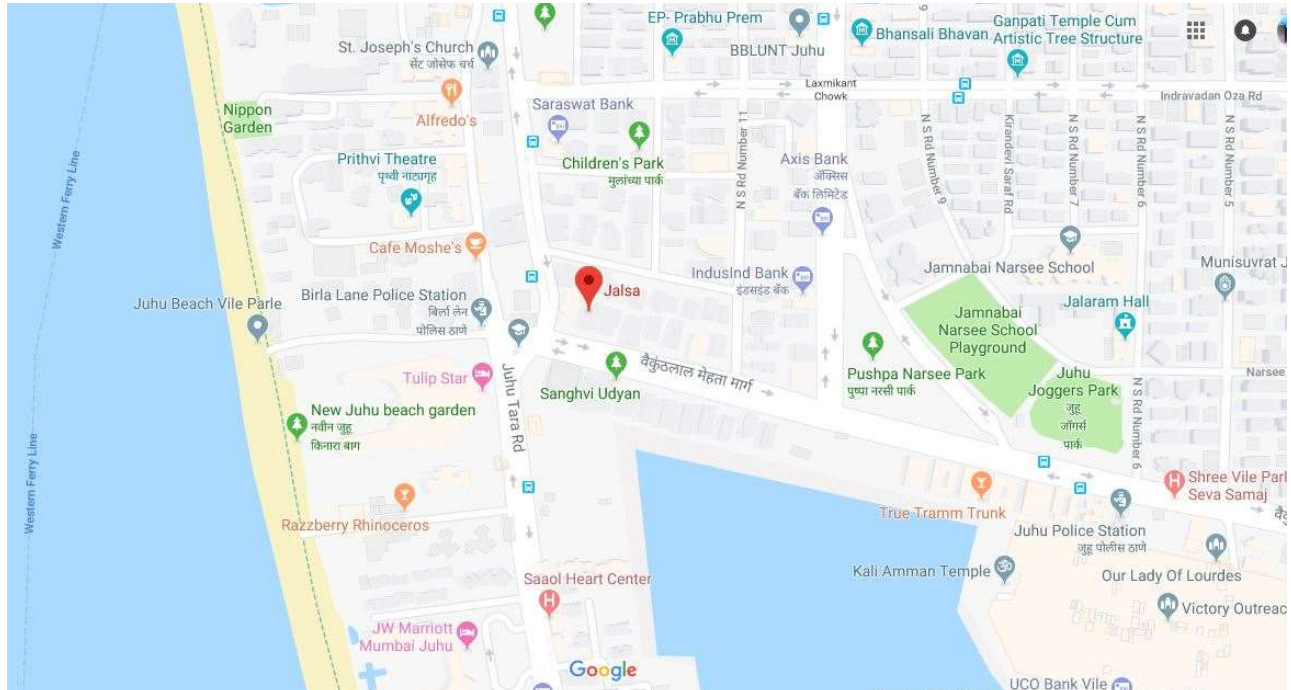 EP- Prabhu Prem
BBLUNT Juhu
Bhansali Bhavan
Ganpati Temple Cum
Artistic Tree Structure
St. Joseph's Church
सेंट जोसेफ चर्च
Laxmikant
Chowk
Indravadan Oza Rd
Alfredo's
Nippon
Garden
Saraswat Bank
Children's Park
मुलांच्या पार्क
N S Rd Number 11
Axis Bank
ॲक्सिस
बँक लिमिटेड
N S Rd Number 9
Kirandevi Saraf Rd
N S Rd Number 7
N S Rd Number 6
N S Rd Number 5
Prithvi Theatre
पृथ्वी नाट्यगृह
Western Ferry Line
Cafe Moshe's
Jalsa
IndusInd Bank
इंडसइंड बँक
Jamnabai Narsee School
Munisuvrat J
Juhu Beach Vile Parle
Birla Lane Police Station
बिर्ला लेन
पोलिस ठाणे
Jamnabai
Narsee School
Playground
Jalaram Hall
Tulip Star
Juhu Tara Rd
Sanghvi Udyan
वैकुंठलाल मेहता मार्ग
Pushpa Narsee Park
पुष्पा नरसी पार्क
Juhu
Joggers Park
जुहू
जॉगर्स
पार्क
Narsee
N S Rd Number 6
New Juhu beach garden
नवीन जुहू
किनारा बाग
Western Ferry Line
Razzberry Rhinoceros
True Tramm Trunk
Shree Vile Parl
Seva Samaj
Juhu Police Station
जुहू पोलीस ठाणे
Saaol Heart Center
Kali Amman Temple
Our Lady Of Lourdes
Victory Outreac
JW Marriott
Mumbai Juhu
Google
UCO Bank Vile